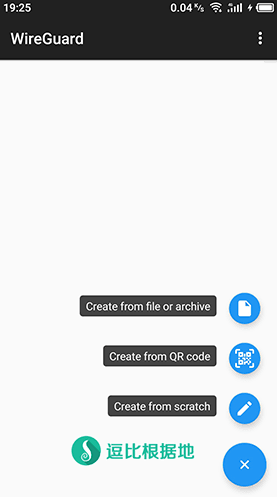 19:25
0.04 K/s
WireGuard
Create from file or archive
Create from QR code
Create from scratch
逗比根据地